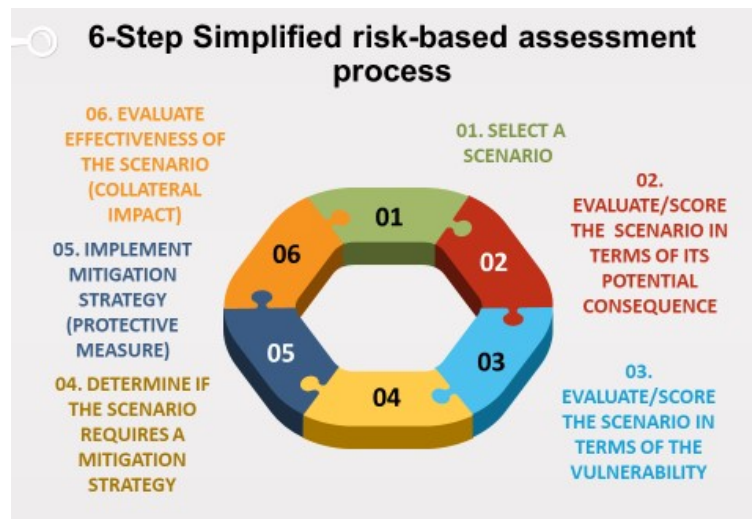 6-Step Simplified risk-based assessment
process
01. SELECT A
SCENARIO
02.
EVALUATE/SCORE
THE SCENARIO IN
TERMS OF ITS
POTENTIAL
CONSEQUENCE
03.
EVALUATE/SCORE
THE SCENARIO IN
TERMS OF THE
VULNERABILITY
04. DETERMINE IF
THE SCENARIO
REQUIRES A
MITIGATION
STRATEGY
05. IMPLEMENT
MITIGATION
STRATEGY
(PROTECTIVE
MEASURE)
06. EVALUATE
EFFECTIVENESS OF
THE SCENARIO
(COLLATERAL
IMPACT)
01
02
03
04
05
06